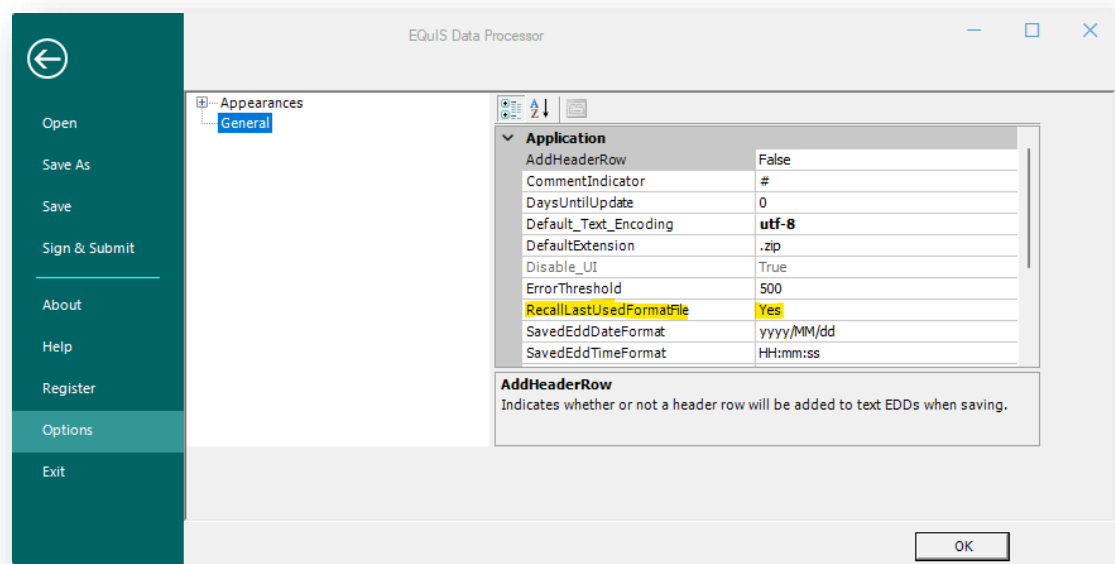 EQuIS Data Processor
Open
Save As
Save
Sign & Submit
About
Help
Register
Options
Exit
Appearances
General
Application
AddHeaderRow False
CommentIndicator #
DaysUntilUpdate 0
Default_Text_Encoding utf-8
DefaultExtension .zip
Disable_UI True
ErrorThreshold 500
RecallLastUsedFormatFile Yes
SavedEddDateFormat yyyy/MM/dd
SavedEddTimeFormat HH:mm:ss
AddHeaderRow
Indicates whether or not a header row will be added to text EDDs when saving.
OK